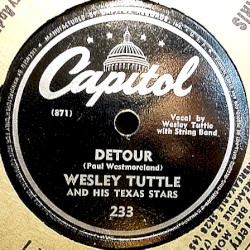 Capitol
(871)
Vocal by
Wesley Tuttle
with String Band
DETOUR
(Paul Westmoreland)
WESLEY TUTTLE
AND HIS TEXAS STARS
233